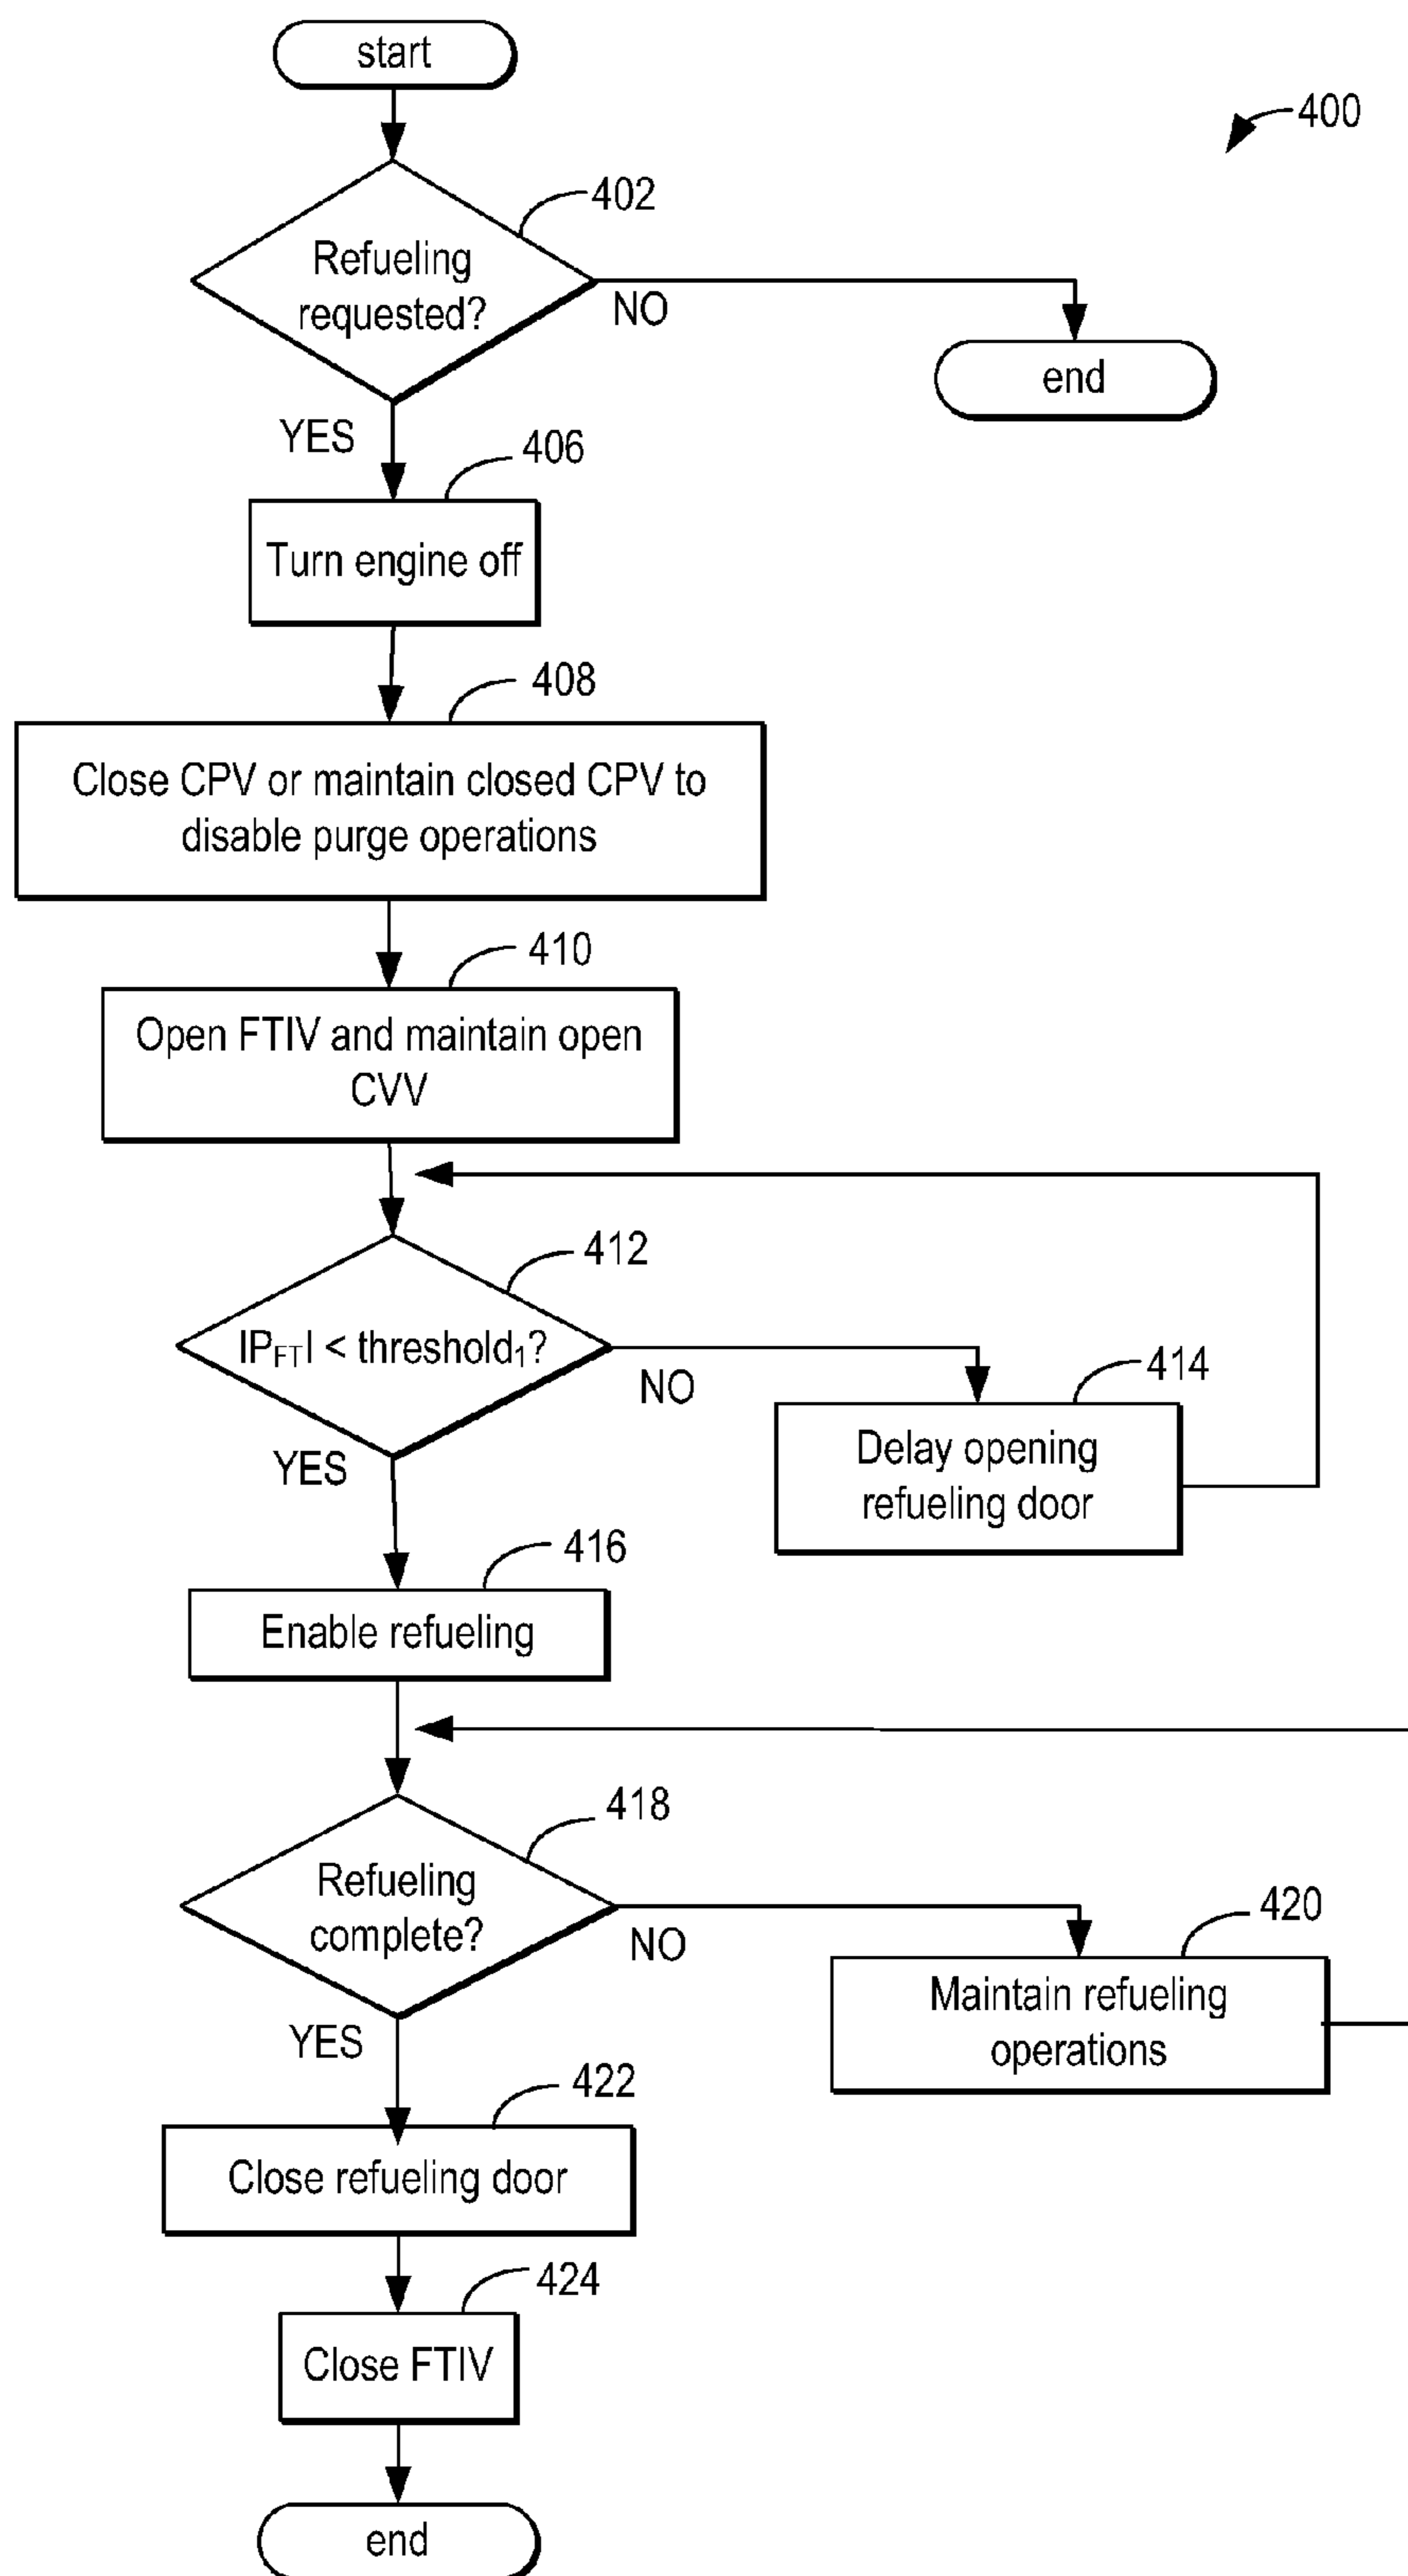 start
400
402
Refueling
requested?
NO
end
YES
406
Turn engine off
408
Close CPV or maintain closed CPV to
disable purge operations
410
Open FTIV and maintain open
CVV
412
IP_FT I < threshold_1?
NO
414
Delay opening
refueling door
YES
416
Enable refueling
418
Refueling
complete?
NO
420
Maintain refueling
operations
YES
422
Close refueling door
424
Close FTIV
end